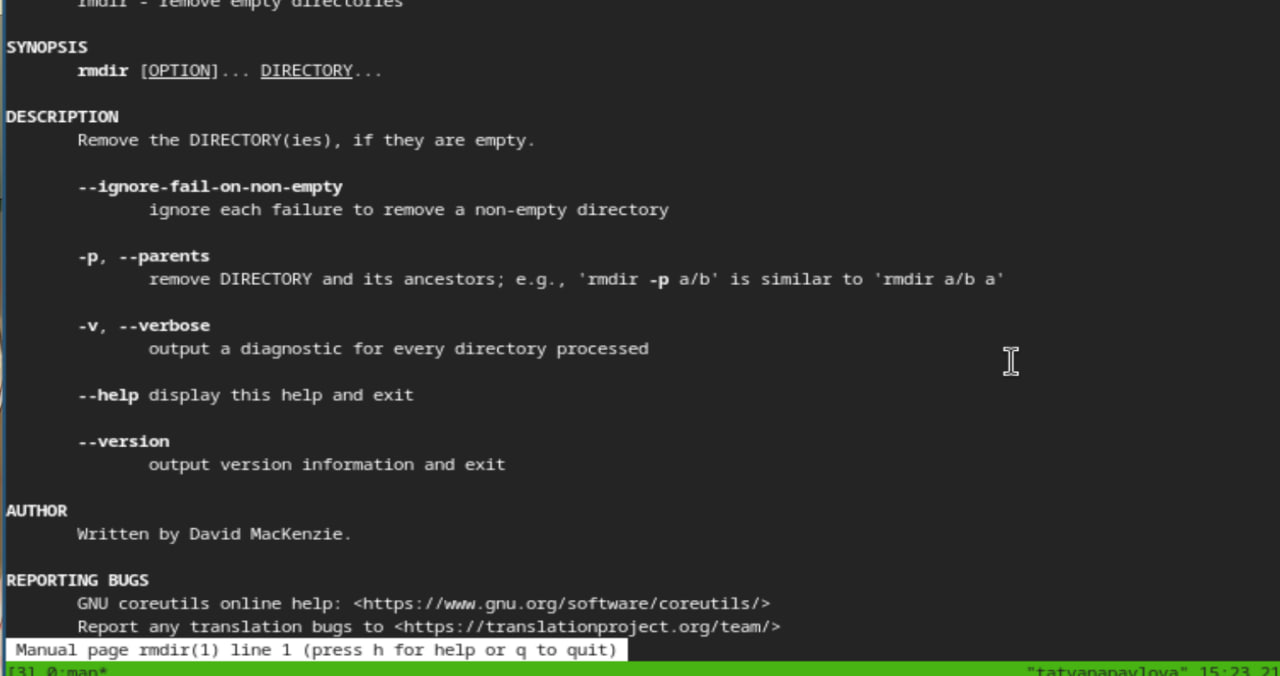 rmdir - remove empty directories
SYNOPSIS
rmdir [OPTION]... DIRECTORY...
DESCRIPTION
Remove the DIRECTORY(ies), if they are empty.
--ignore-fail-on-non-empty
ignore each failure to remove a non-empty directory
-p, --parents
remove DIRECTORY and its ancestors; e.g., 'rmdir -p a/b' is similar to 'rmdir a/b a'
-v, --verbose
output a diagnostic for every directory processed
--help display this help and exit
--version
output version information and exit
AUTHOR
Written by David MacKenzie.
REPORTING BUGS
GNU coreutils online help: <https://www.gnu.org/software/coreutils/>
Report any translation bugs to <https://translationproject.org/team/>
Manual page rmdir(1) line 1 (press h for help or q to quit)
[3] 0:man* "tatyanapavlova" 15:23 21